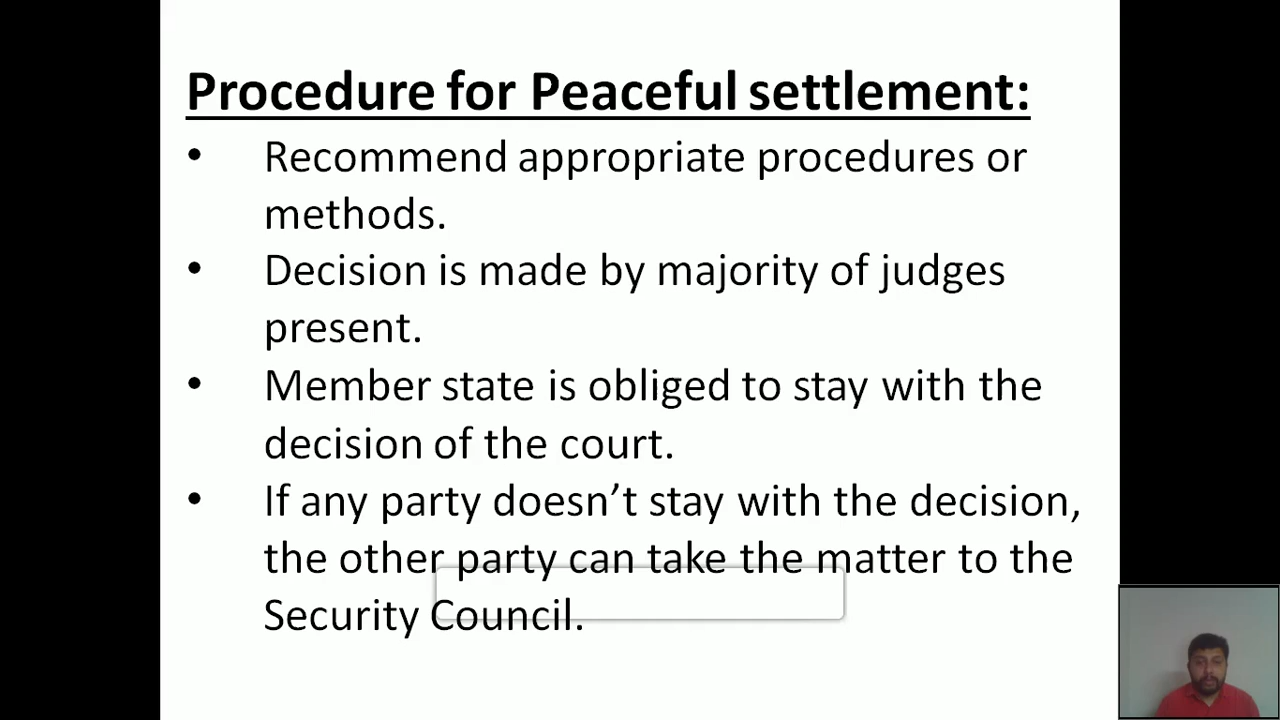 Procedure for Peaceful settlement:
• Recommend appropriate procedures or
methods.
• Decision is made by majority of judges
present.
• Member state is obliged to stay with the
decision of the court.
• If any party doesn’t stay with the decision,
the other party can take the matter to the
Security Council.